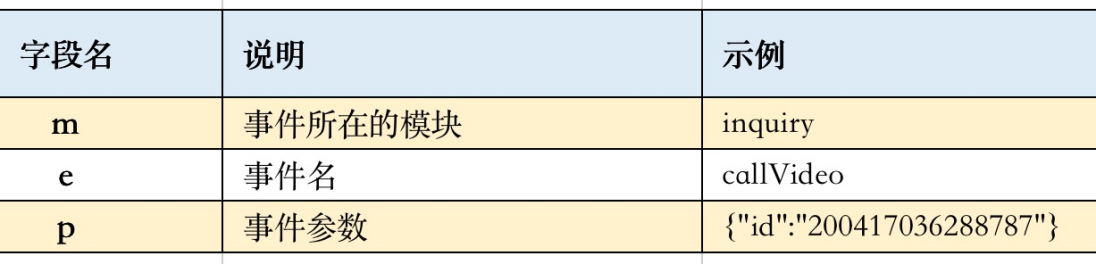 字段名 说明 示例
m 事件所在的模块 inquiry
e 事件名 callVideo
p 事件参数 {"id":"200417036288787"}